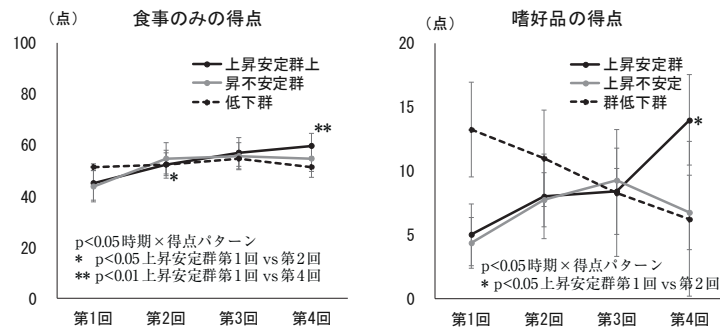 （点）
食事のみの得点
100
80
60
40
20
0
上昇安定群上
昇不安定群
低下群
**
*
p<0.05時期×得点パターン
* p<0.05上昇安定群第1回 vs 第2回
** p<0.01上昇安定群第1回 vs 第4回
第1回 第2回 第3回 第4回
（点）
嗜好品の得点
20
15
10
5
0
上昇安定群
上昇不安定
群低下群
*
p<0.05時期×得点パターン
* p<0.05上昇安定群第1回 vs 第2回
第1回 第2回 第3回 第4回